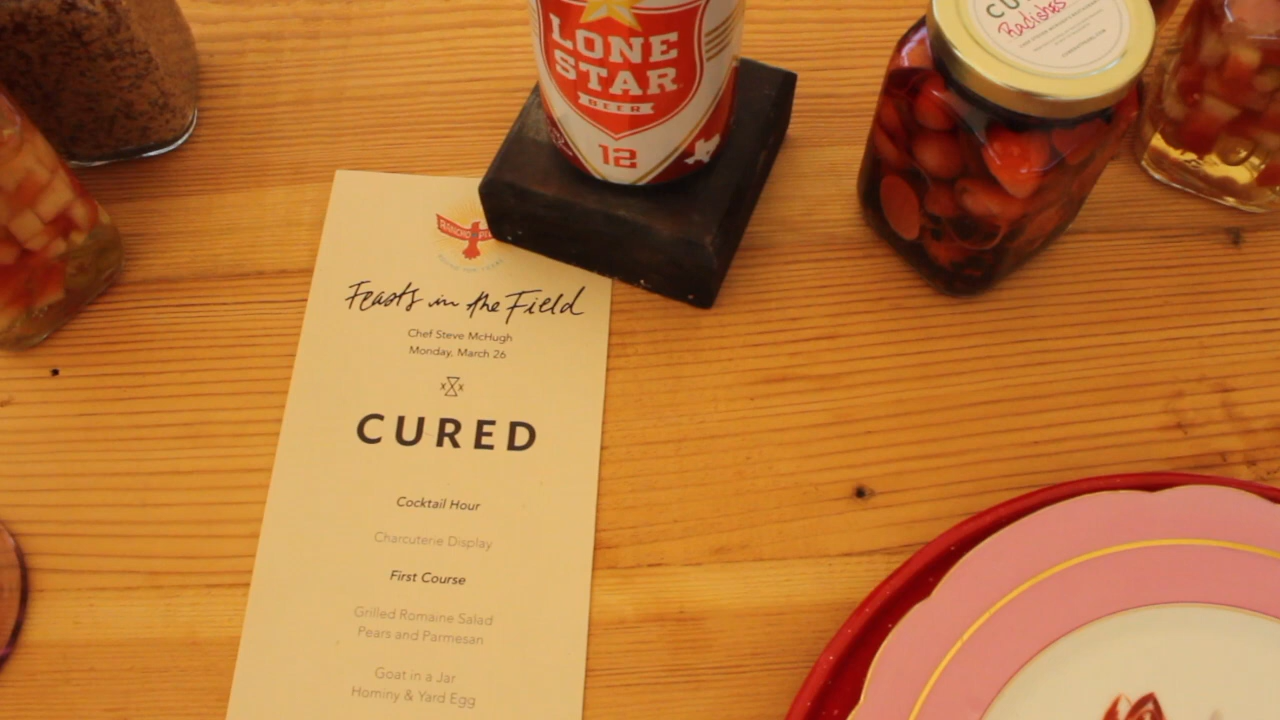 LONE
STAR
BEER
12
CU
Radishes
Feasts in the Field
Chef Steve McHugh
Monday, March 26
CURED
Cocktail Hour
Charcuterie Display
First Course
Grilled Romaine Salad
Pears and Parmesan
Goat in a Jar
Hominy & Yard Egg